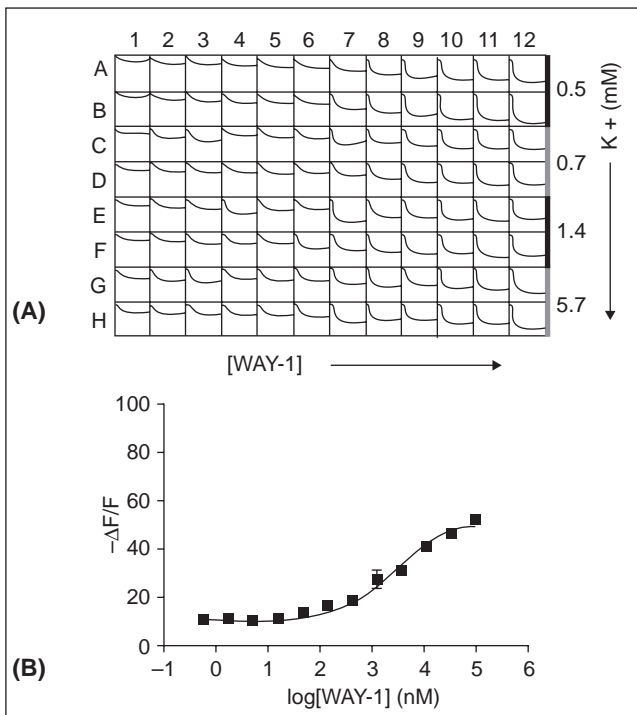 1 2 3 4 5 6 7 8 9 10 11 12
A
B
C
D
E
F
G
H
0.5
0.7
1.4
5.7
K + (mM)
(A)
[WAY-1]
100
80
60
40
20
0
–ΔF/F
–1 0 1 2 3 4 5 6
log[WAY-1] (nM)
(B)